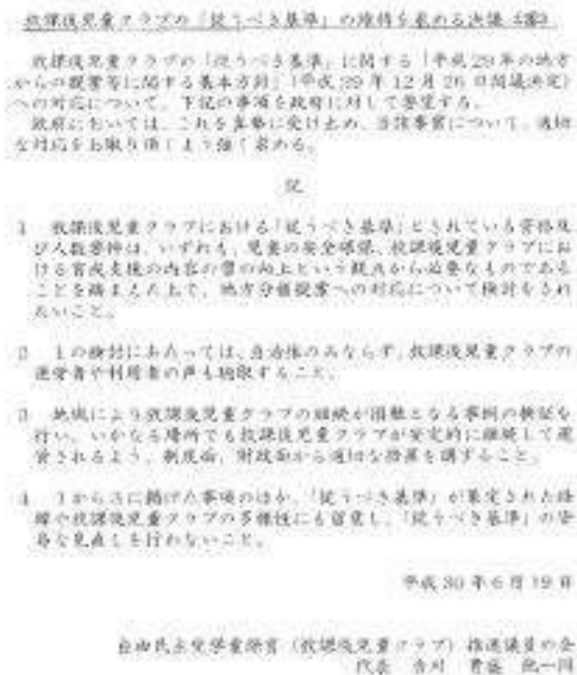 放課後児童クラブの「従うべき基準」の維持を求める決議（案）
放課後児童クラブの「従うべき基準」に関する「平成29年の地方
からの提案等に関する基本方針」（平成29年12月26日閣議決定）
への対応について、下記の事項を政府に対して要望する。
政府においては、これを真摯に受け止め、当該事案について、適切
な対応をお取り頂くよう強く求める。
記
1 放課後児童クラブにおける「従うべき基準」とされている資格及
び人数要件は、いずれも、児童の安全確保、放課後児童クラブにお
ける育成支援の内容の質の向上という観点から必要なものである
ことを踏まえた上で、地方分権提案への対応について検討をされ
たいこと。
2 1の検討にあたっては、自治体のみならず、放課後児童クラブの
運営者や利用者の声も聴取すること。
3 地域により放課後児童クラブの継続が困難となる事例の検証を
行い、いかなる場所でも放課後児童クラブが安定的に継続して運
営されるよう、制度面、財政面から適切な措置を講ずること。
4 1から3に掲げた事項のほか、「従うべき基準」が策定された経
緯や放課後児童クラブの多様性にも留意し、「従うべき基準」の安
易な見直しを行わないこと。
平成30年6月19日
自由民主党学童保育（放課後児童クラブ）推進議員の会
代表 他一同